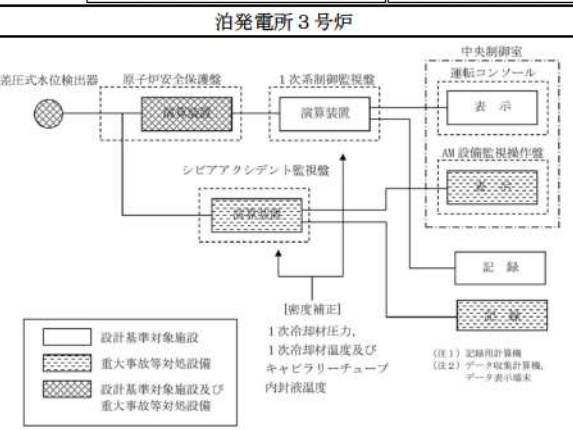 泊発電所3号炉
中央制御室
運転コンソール
差圧式水位検出器
原子炉安全保護盤
1次系制御監視盤
演算装置
演算装置
表 示
AM設備監視操作盤
シビアアクシデント監視盤
表 示
演算装置
記 録
[密度補正]
記 録
1次冷却材圧力,
1次冷却材温度及び
キャピラリーチューブ
内封液温度
設計基準対象施設
重大事故等対処設備
設計基準対象施設及び
重大事故等対処設備
(注1) 記録用計算機
(注2) データ収集計算機,
データ表示端末